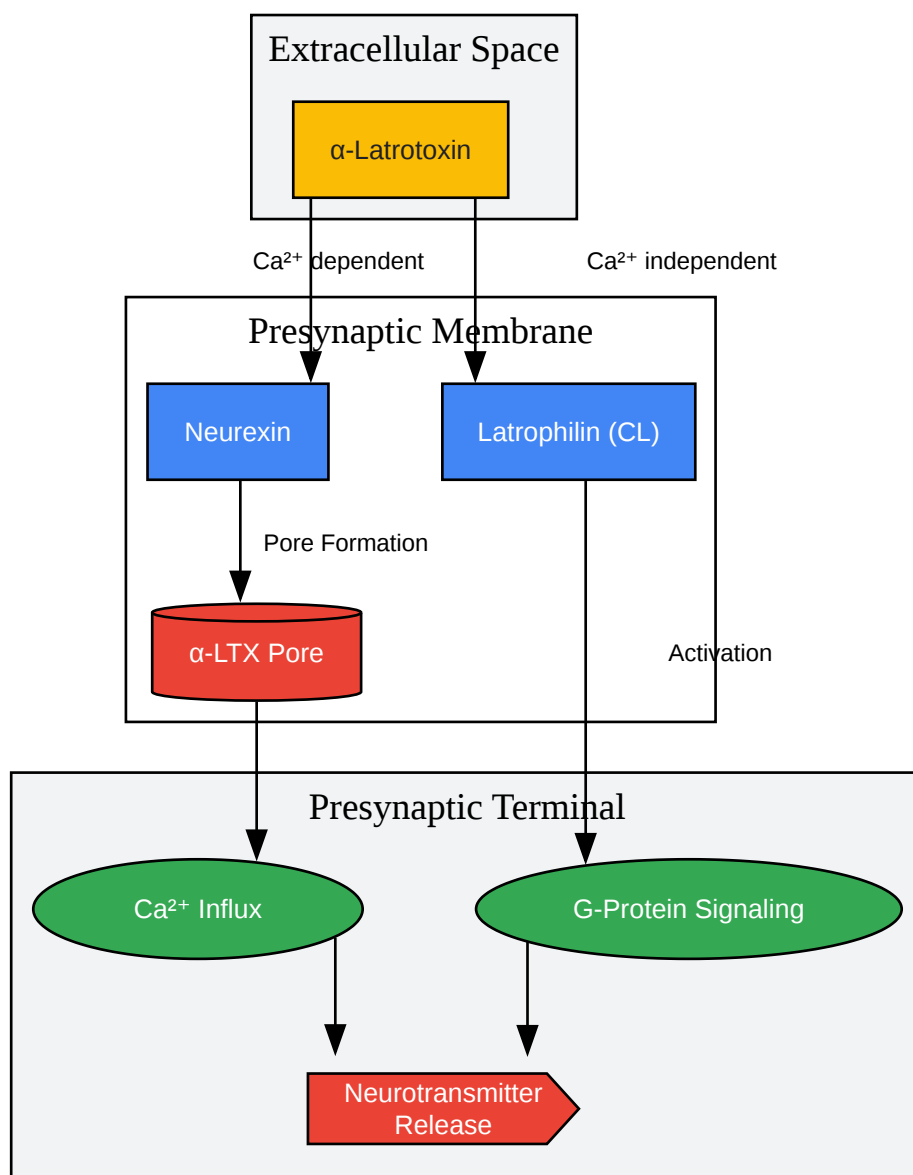 Extracellular Space
α-Latrotoxin
Ca²⁺ dependent
Ca²⁺ independent
Presynaptic Membrane
Neurexin
Latrophilin (CL)
Pore Formation
α-LTX Pore
Activation
Presynaptic Terminal
Ca²⁺ Influx
G-Protein Signaling
Neurotransmitter
Release